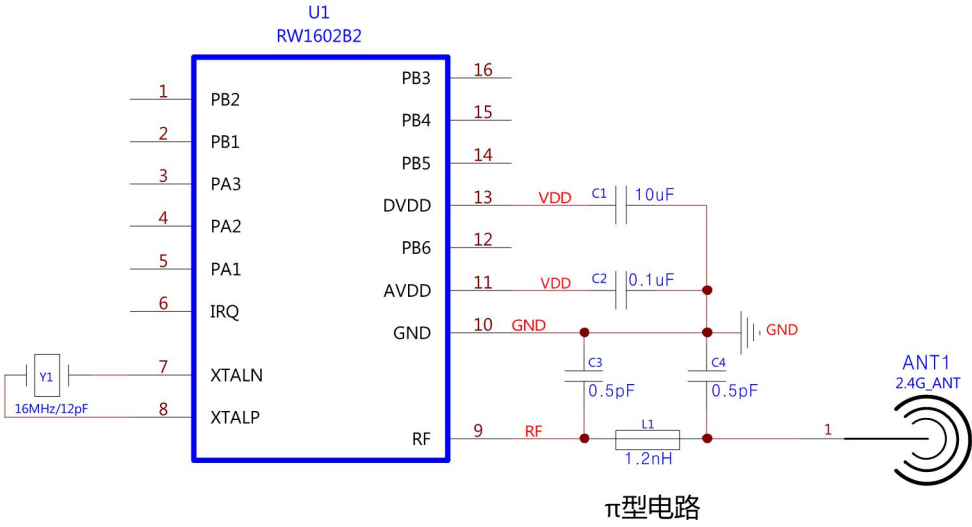 U1
RW1602B2
1 PB2
2 PB1
3 PA3
4 PA2
5 PA1
6 IRQ
7 XTALN
8 XTALP
Y1
16MHz/12pF
PB3 16
PB4 15
PB5 14
DVDD 13 VDD C1 10uF
PB6 12
AVDD 11 VDD C2 0.1uF
GND 10 GND GND
C3 C4
0.5pF 0.5pF
RF 9 RF L1 1
1.2nH
ANT1
2.4G_ANT
π型电路